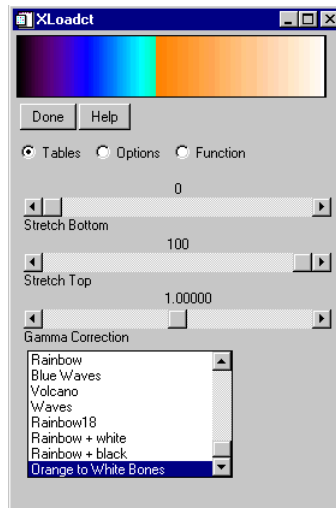 XLoadct
Done Help
Tables Options Function
0
Stretch Bottom
100
Stretch Top
1.00000
Gamma Correction
Rainbow
Blue Waves
Volcano
Waves
Rainbow18
Rainbow + white
Rainbow + black
Orange to White Bones